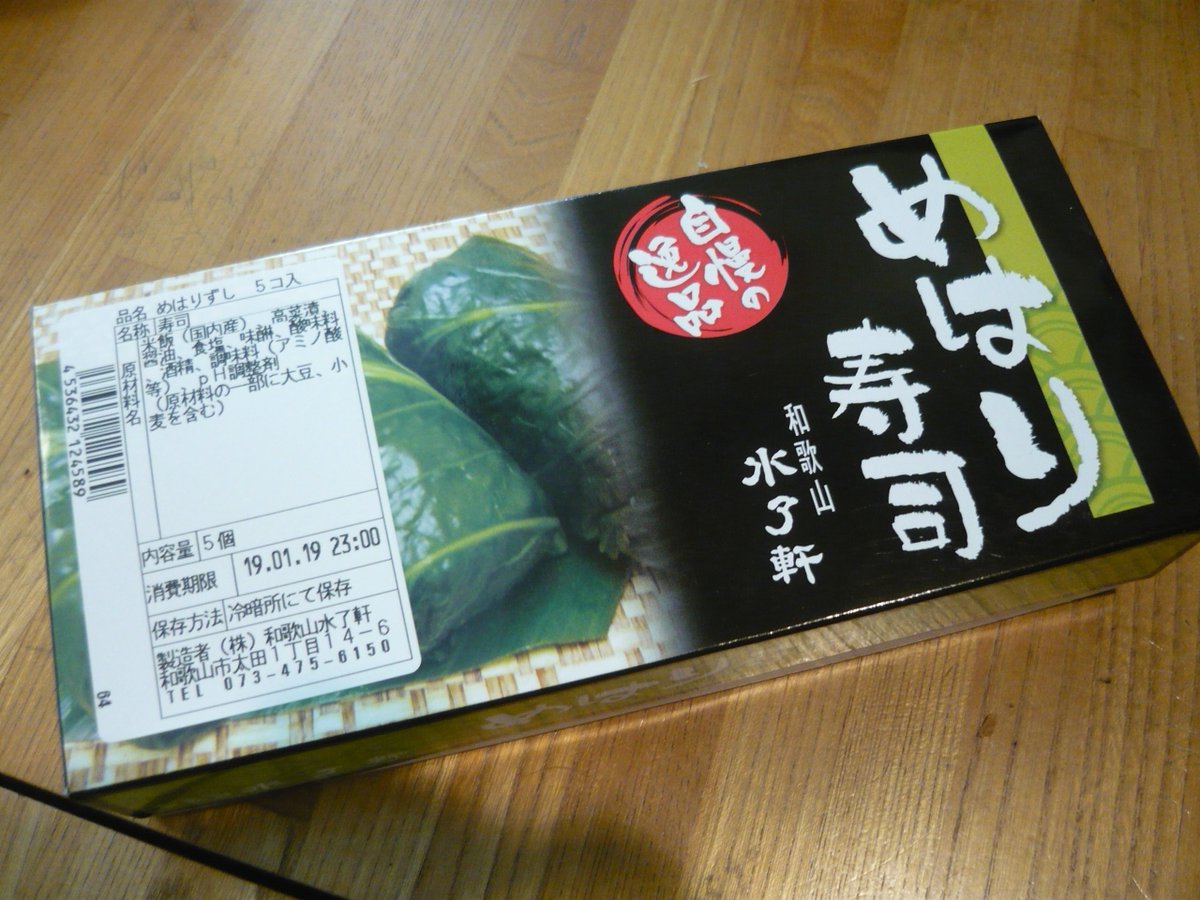 めはり
寿司
和歌山
水了軒
自慢の
逸品
品名 めはりずし 5コ入
名称 寿司
原材料名
米飯(国内産)、高菜漬
醤油、食塩、味醂、酸味料
酒精、調味料(アミノ酸
等)、pH調整剤
(原材料の一部に大豆、小
麦を含む)
内容量 5個
消費期限 19.01.19 23:00
保存方法 冷暗所にて保存
製造者(株)和歌山水了軒
和歌山市太田1丁目14-6
TEL 073-475-6150
4536432 124589
64